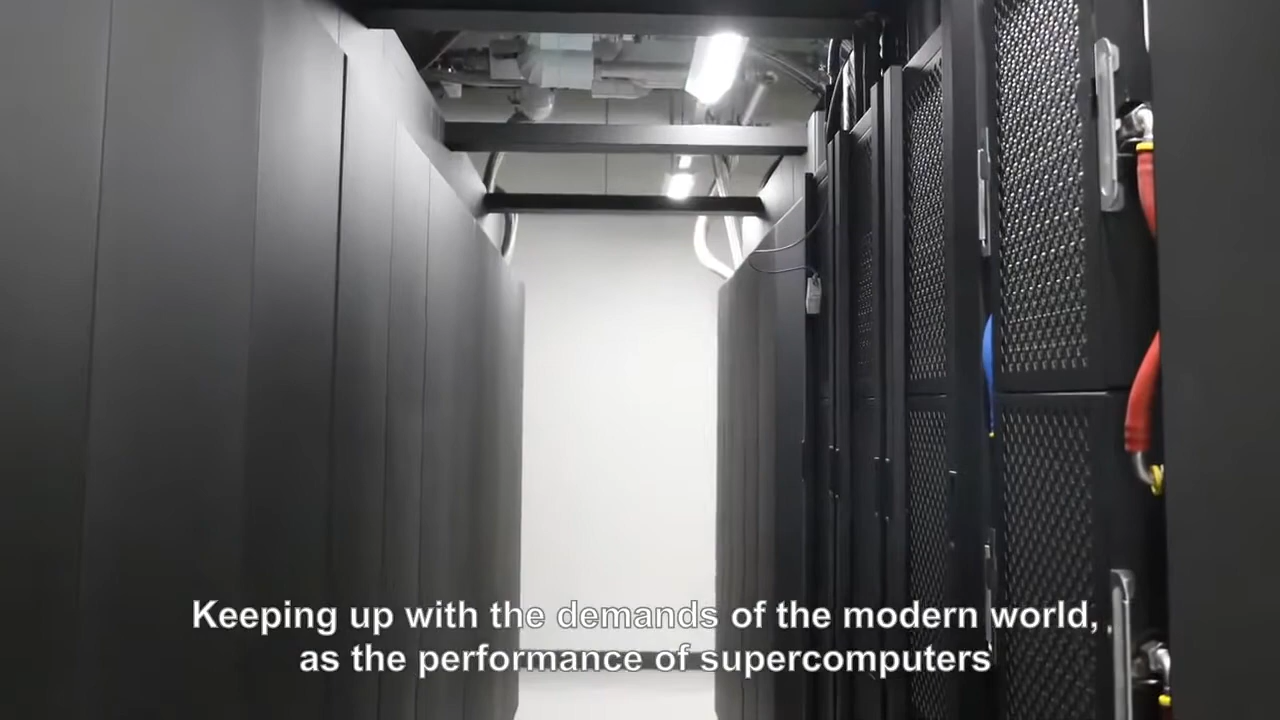 Keeping up with the demands of the modern world,
as the performance of supercomputers